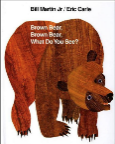 Bill Martin Jr / Eric Carle
Brown Bear,
Brown Bear,
What Do You See?